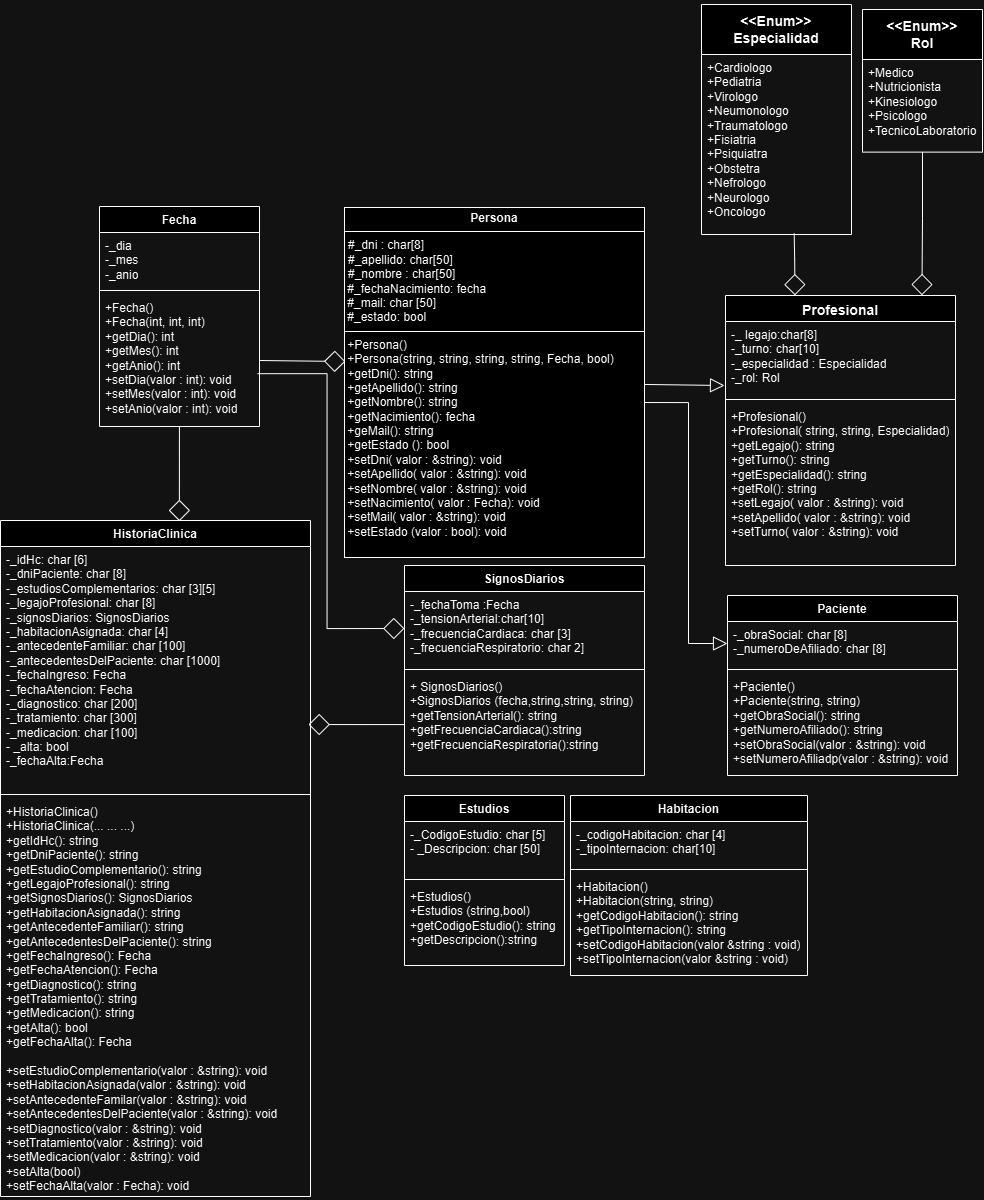 <<Enum>>
Especialidad
+Cardiologo
+Pediatria
+Virologo
+Neumonologo
+Traumatologo
+Fisiatria
+Psiquiatra
+Obstetra
+Nefrologo
+Neurologo
+Oncologo
<<Enum>>
Rol
+Medico
+Nutricionista
+Kinesiologo
+Psicologo
+TecnicoLaboratorio
Fecha
-_dia
-_mes
-_anio
+Fecha()
+Fecha(int, int, int)
+getDia(): int
+getMes(): int
+getAnio(): int
+setDia(valor : int): void
+setMes(valor : int): void
+setAnio(valor : int): void
Persona
#_dni : char[8]
#_apellido: char[50]
#_nombre : char[50]
#_fechaNacimiento: fecha
#_mail: char [50]
#_estado: bool
+Persona()
+Persona(string, string, string, string, Fecha, bool)
+getDni(): string
+getApellido(): string
+getNombre(): string
+getNacimiento(): fecha
+geMail(): string
+getEstado (): bool
+setDni( valor : &string): void
+setApellido( valor : &string): void
+setNombre( valor : &string): void
+setNacimiento( valor : Fecha): void
+setMail( valor : &string): void
+setEstado (valor : bool): void
Profesional
-_ legajo:char[8]
-_turno: char[10]
-_especialidad : Especialidad
-_rol: Rol
+Profesional()
+Profesional( string, string, Especialidad)
+getLegajo(): string
+getTurno(): string
+getEspecialidad(): string
+getRol(): string
+setLegajo( valor : &string): void
+setApellido( valor : &string): void
+setTurno( valor : &string): void
HistoriaClinica
-_idHc: char [6]
-_dniPaciente: char [8]
-_estudiosComplementarios: char [3][5]
-_legajoProfesional: char [8]
-_signosDiarios: SignosDiarios
-_habitacionAsignada: char [4]
-_antecedenteFamiliar: char [100]
-_antecedentesDelPaciente: char [1000]
-_fechaIngreso: Fecha
-_fechaAtencion: Fecha
-_diagnostico: char [200]
-_tratamiento: char [300]
-_medicacion: char [100]
- _alta: bool
-_fechaAlta:Fecha
+HistoriaClinica()
+HistoriaClinica(... ... ...)
+getIdHc(): string
+getDniPaciente(): string
+getEstudioComplementario(): string
+getLegajoProfesional(): string
+getSignosDiarios(): SignosDiarios
+getHabitacionAsignada(): string
+getAntecedenteFamiliar(): string
+getAntecedentesDelPaciente(): string
+getFechaIngreso(): Fecha
+getFechaAtencion(): Fecha
+getDiagnostico(): string
+getTratamiento(): string
+getMedicacion(): string
+getAlta(): bool
+getFechaAlta(): Fecha
+setEstudioComplementario(valor : &string): void
+setHabitacionAsignada(valor : &string): void
+setAntecedenteFamilar(valor : &string): void
+setAntecedentesDelPaciente(valor : &string): void
+setDiagnostico(valor : &string): void
+setTratamiento(valor : &string): void
+setMedicacion(valor : &string): void
+setAlta(bool)
+setFechaAlta(valor : Fecha): void
SignosDiarios
-_fechaToma :Fecha
-_tensionArterial:char[10]
-_frecuenciaCardiaca: char [3]
-_frecuenciaRespiratorio: char 2]
+ SignosDiarios()
+SignosDiarios (fecha,string,string, string)
+getTensionArterial(): string
+getFrecuenciaCardiaca():string
+getFrecuenciaRespiratoria():string
Paciente
-_obraSocial: char [8]
-_numeroDeAfiliado: char [8]
+Paciente()
+Paciente(string, string)
+getObraSocial(): string
+getNumeroAfiliado(): string
+setObraSocial(valor : &string): void
+setNumeroAfiliadp(valor : &string): void
Estudios
-_CodigoEstudio: char [5]
- _Descripcion: char [50]
+Estudios()
+Estudios (string,bool)
+getCodigoEstudio(): string
+getDescripcion():string
Habitacion
-_codigoHabitacion: char [4]
-_tipoInternacion: char[10]
+Habitacion()
+Habitacion(string, string)
+getCodigoHabitacion(): string
+getTipoInternacion(): string
+setCodigoHabitacion(valor &string : void)
+setTipoInternacion(valor &string : void)